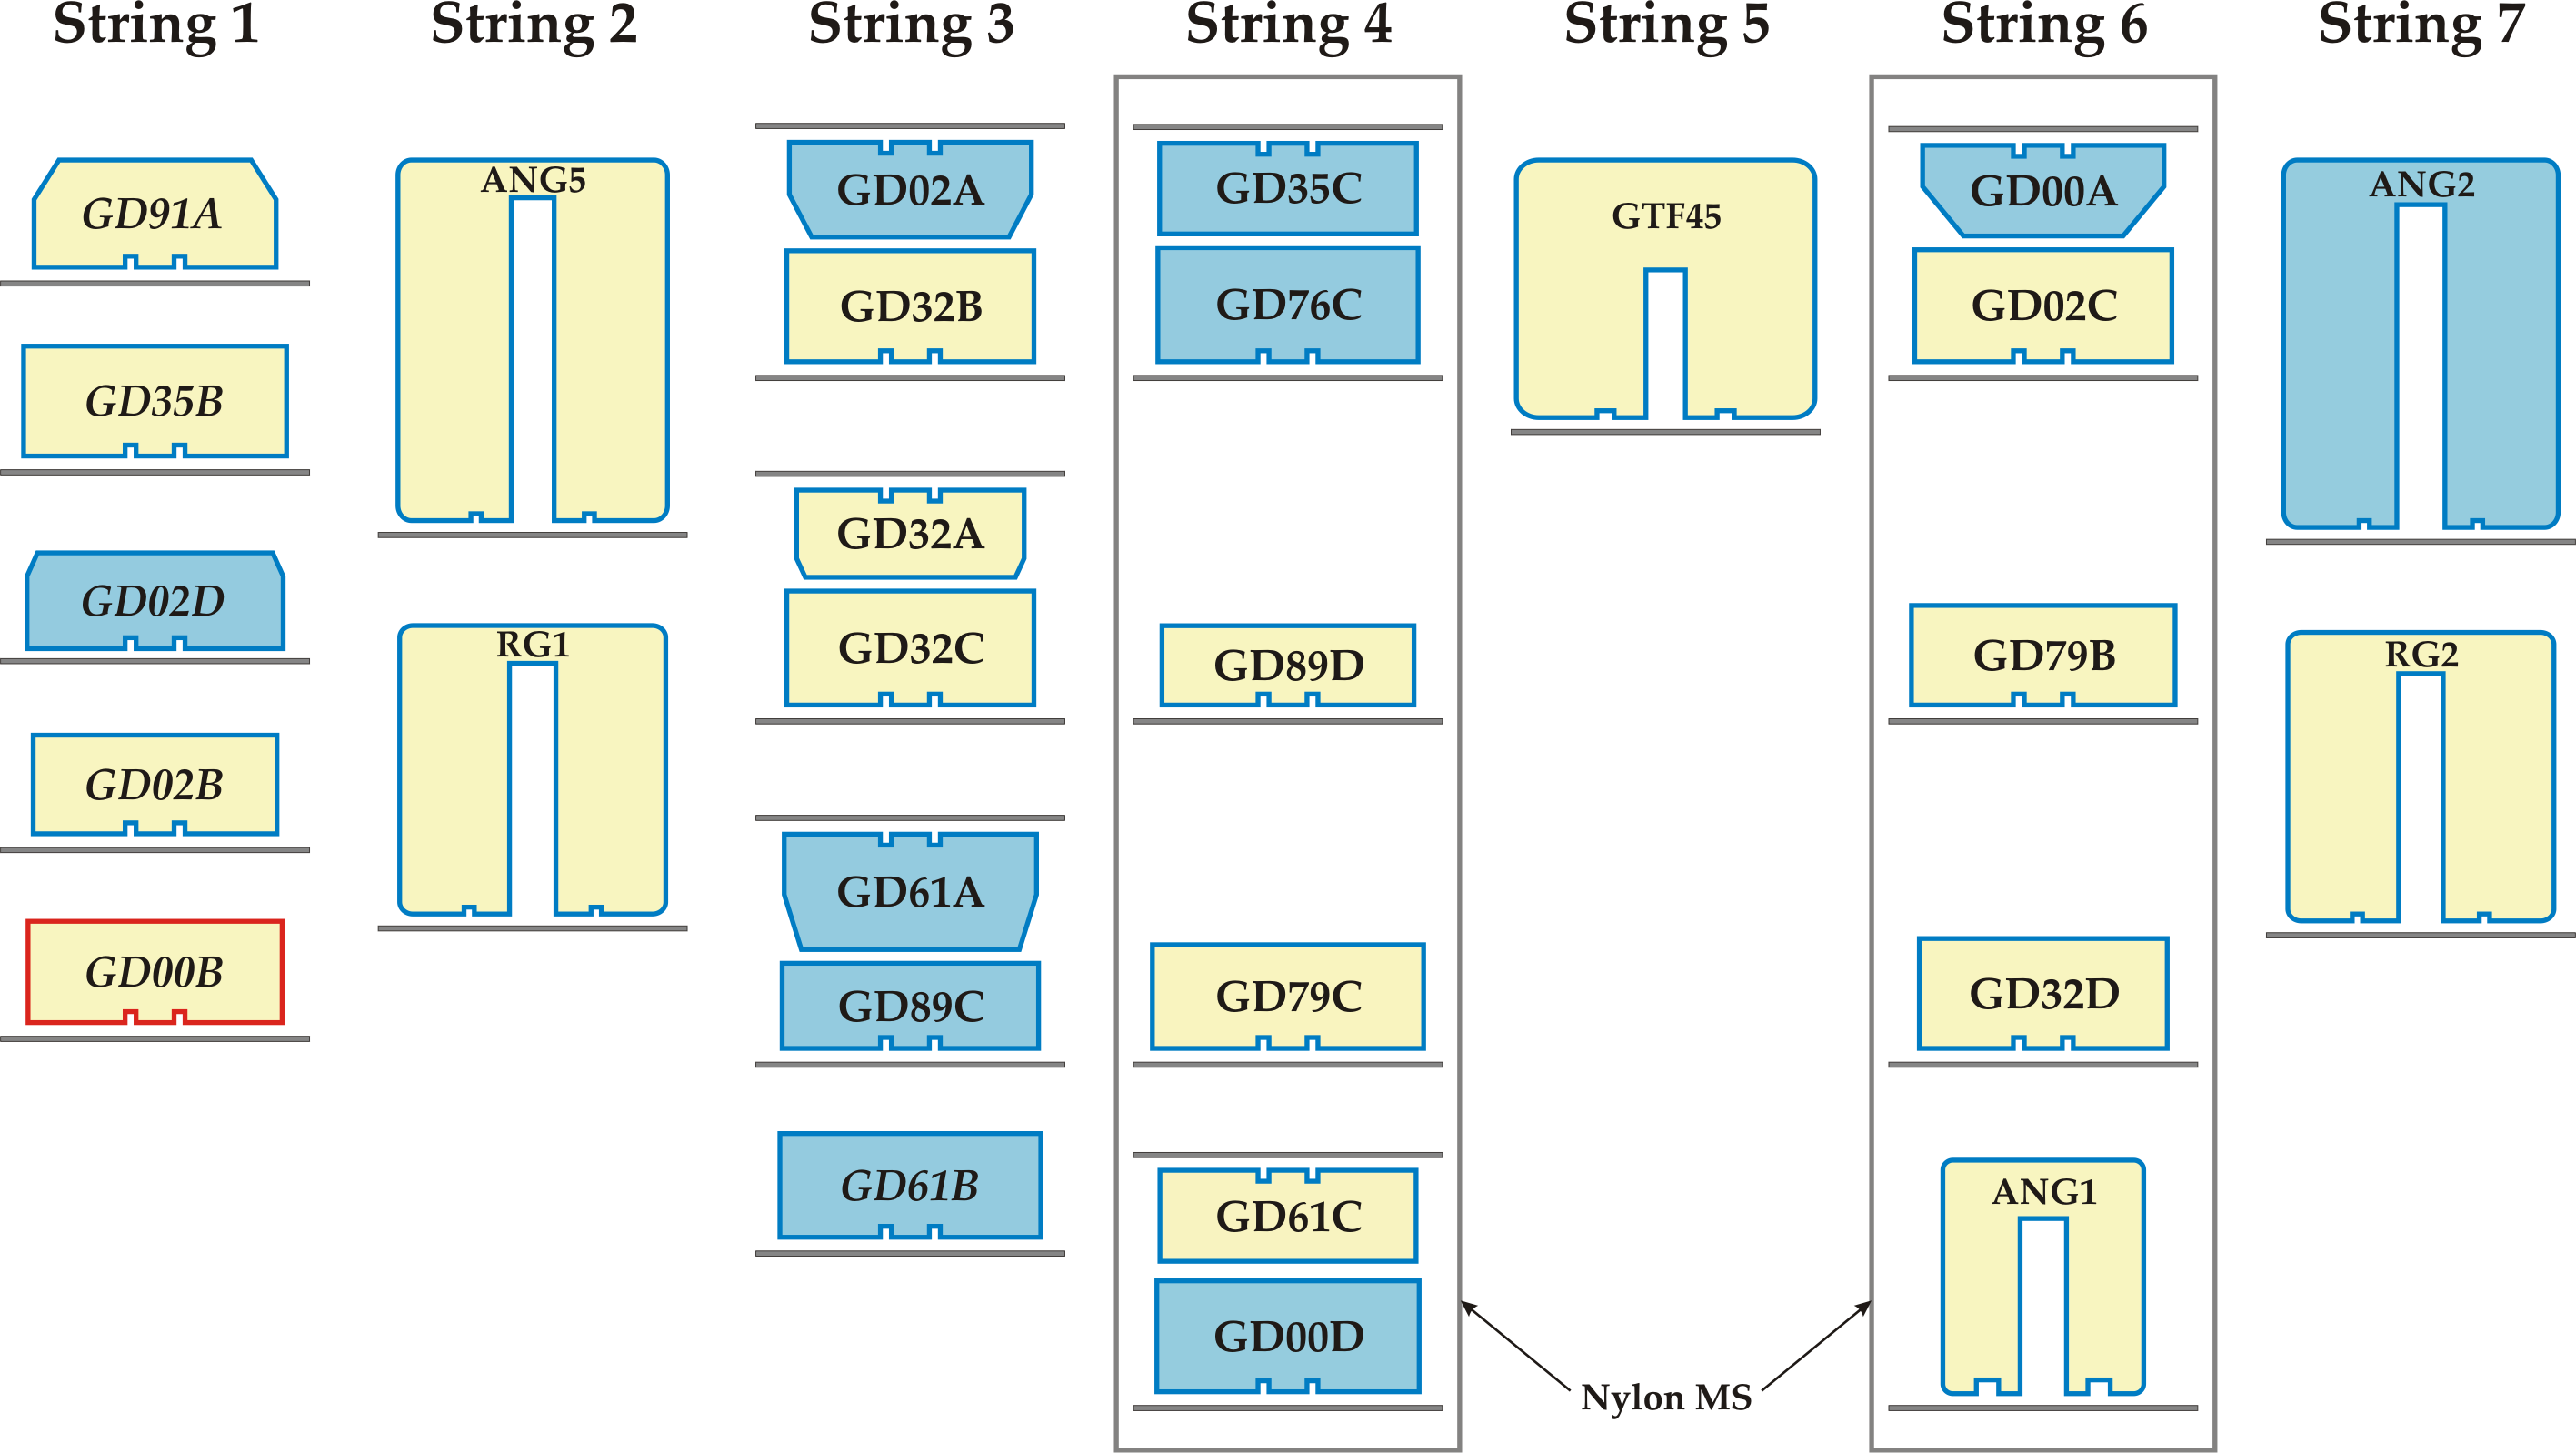 String 1
String 2
String 3
String 4
String 5
String 6
String 7
GD91A
GD35B
GD02D
GD02B
GD00B
ANG5
RG1
GD02A
GD32B
GD32A
GD32C
GD61A
GD89C
GD61B
GD35C
GD76C
GD89D
GD79C
GD61C
GD00D
GTF45
Nylon MS
GD00A
GD02C
GD79B
GD32D
ANG1
ANG2
RG2